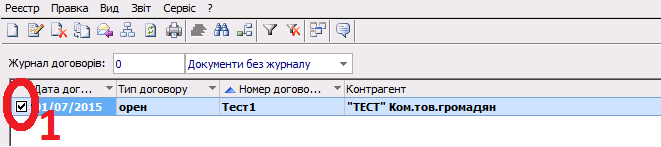 Реєстр Правка Вид Звіт Сервіс ?
Журнал договорів: 0 Документи без журналу
Дата дог... Тип договору Номер догово... Контрагент
01/07/2015 орен Тест1 "ТЕСТ" Ком.тов.громадян
1